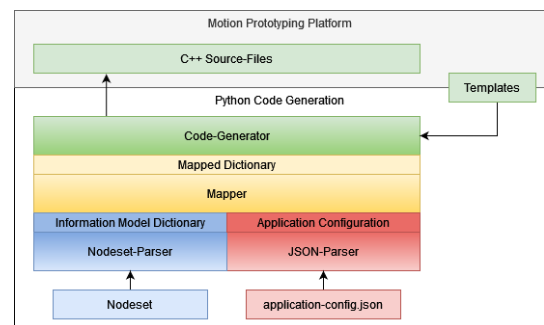 Motion Prototyping Platform
C++ Source-Files
Templates
Python Code Generation
Code-Generator
Mapped Dictionary
Mapper
Information Model Dictionary
Application Configuration
Nodeset-Parser
JSON-Parser
Nodeset
application-config.json